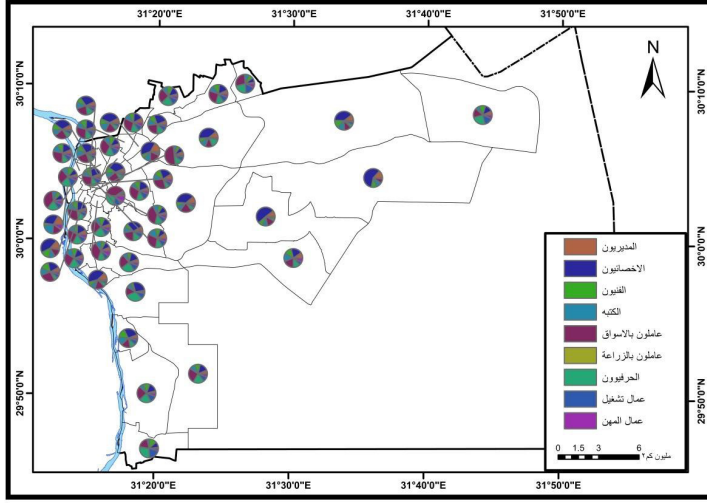 31°20'0"E 31°30'0"E 31°40'0"E 31°50'0"E
N
30°10'0"N 30°10'0"N
30°0'0"N 30°0'0"N
المديريون
الاخصائيون
الفنيون
الكتبه
عاملون بالاسواق
عاملون بالزراعة
الحرفيوون
عمال تشغيل
عمال المهن
0 1.5 3 6
مليون كم٢
29°50'0"N 29°50'0"N
31°20'0"E 31°30'0"E 31°40'0"E 31°50'0"E